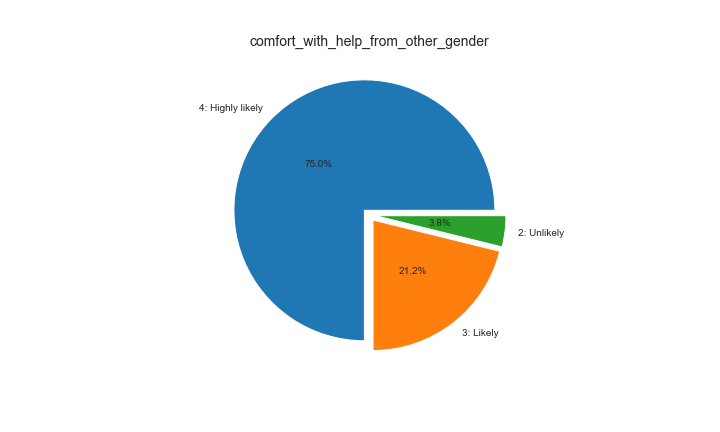 comfort_with_help_from_other_gender
4: Highly likely
75.0%
3.8%
2: Unlikely
21.2%
3: Likely